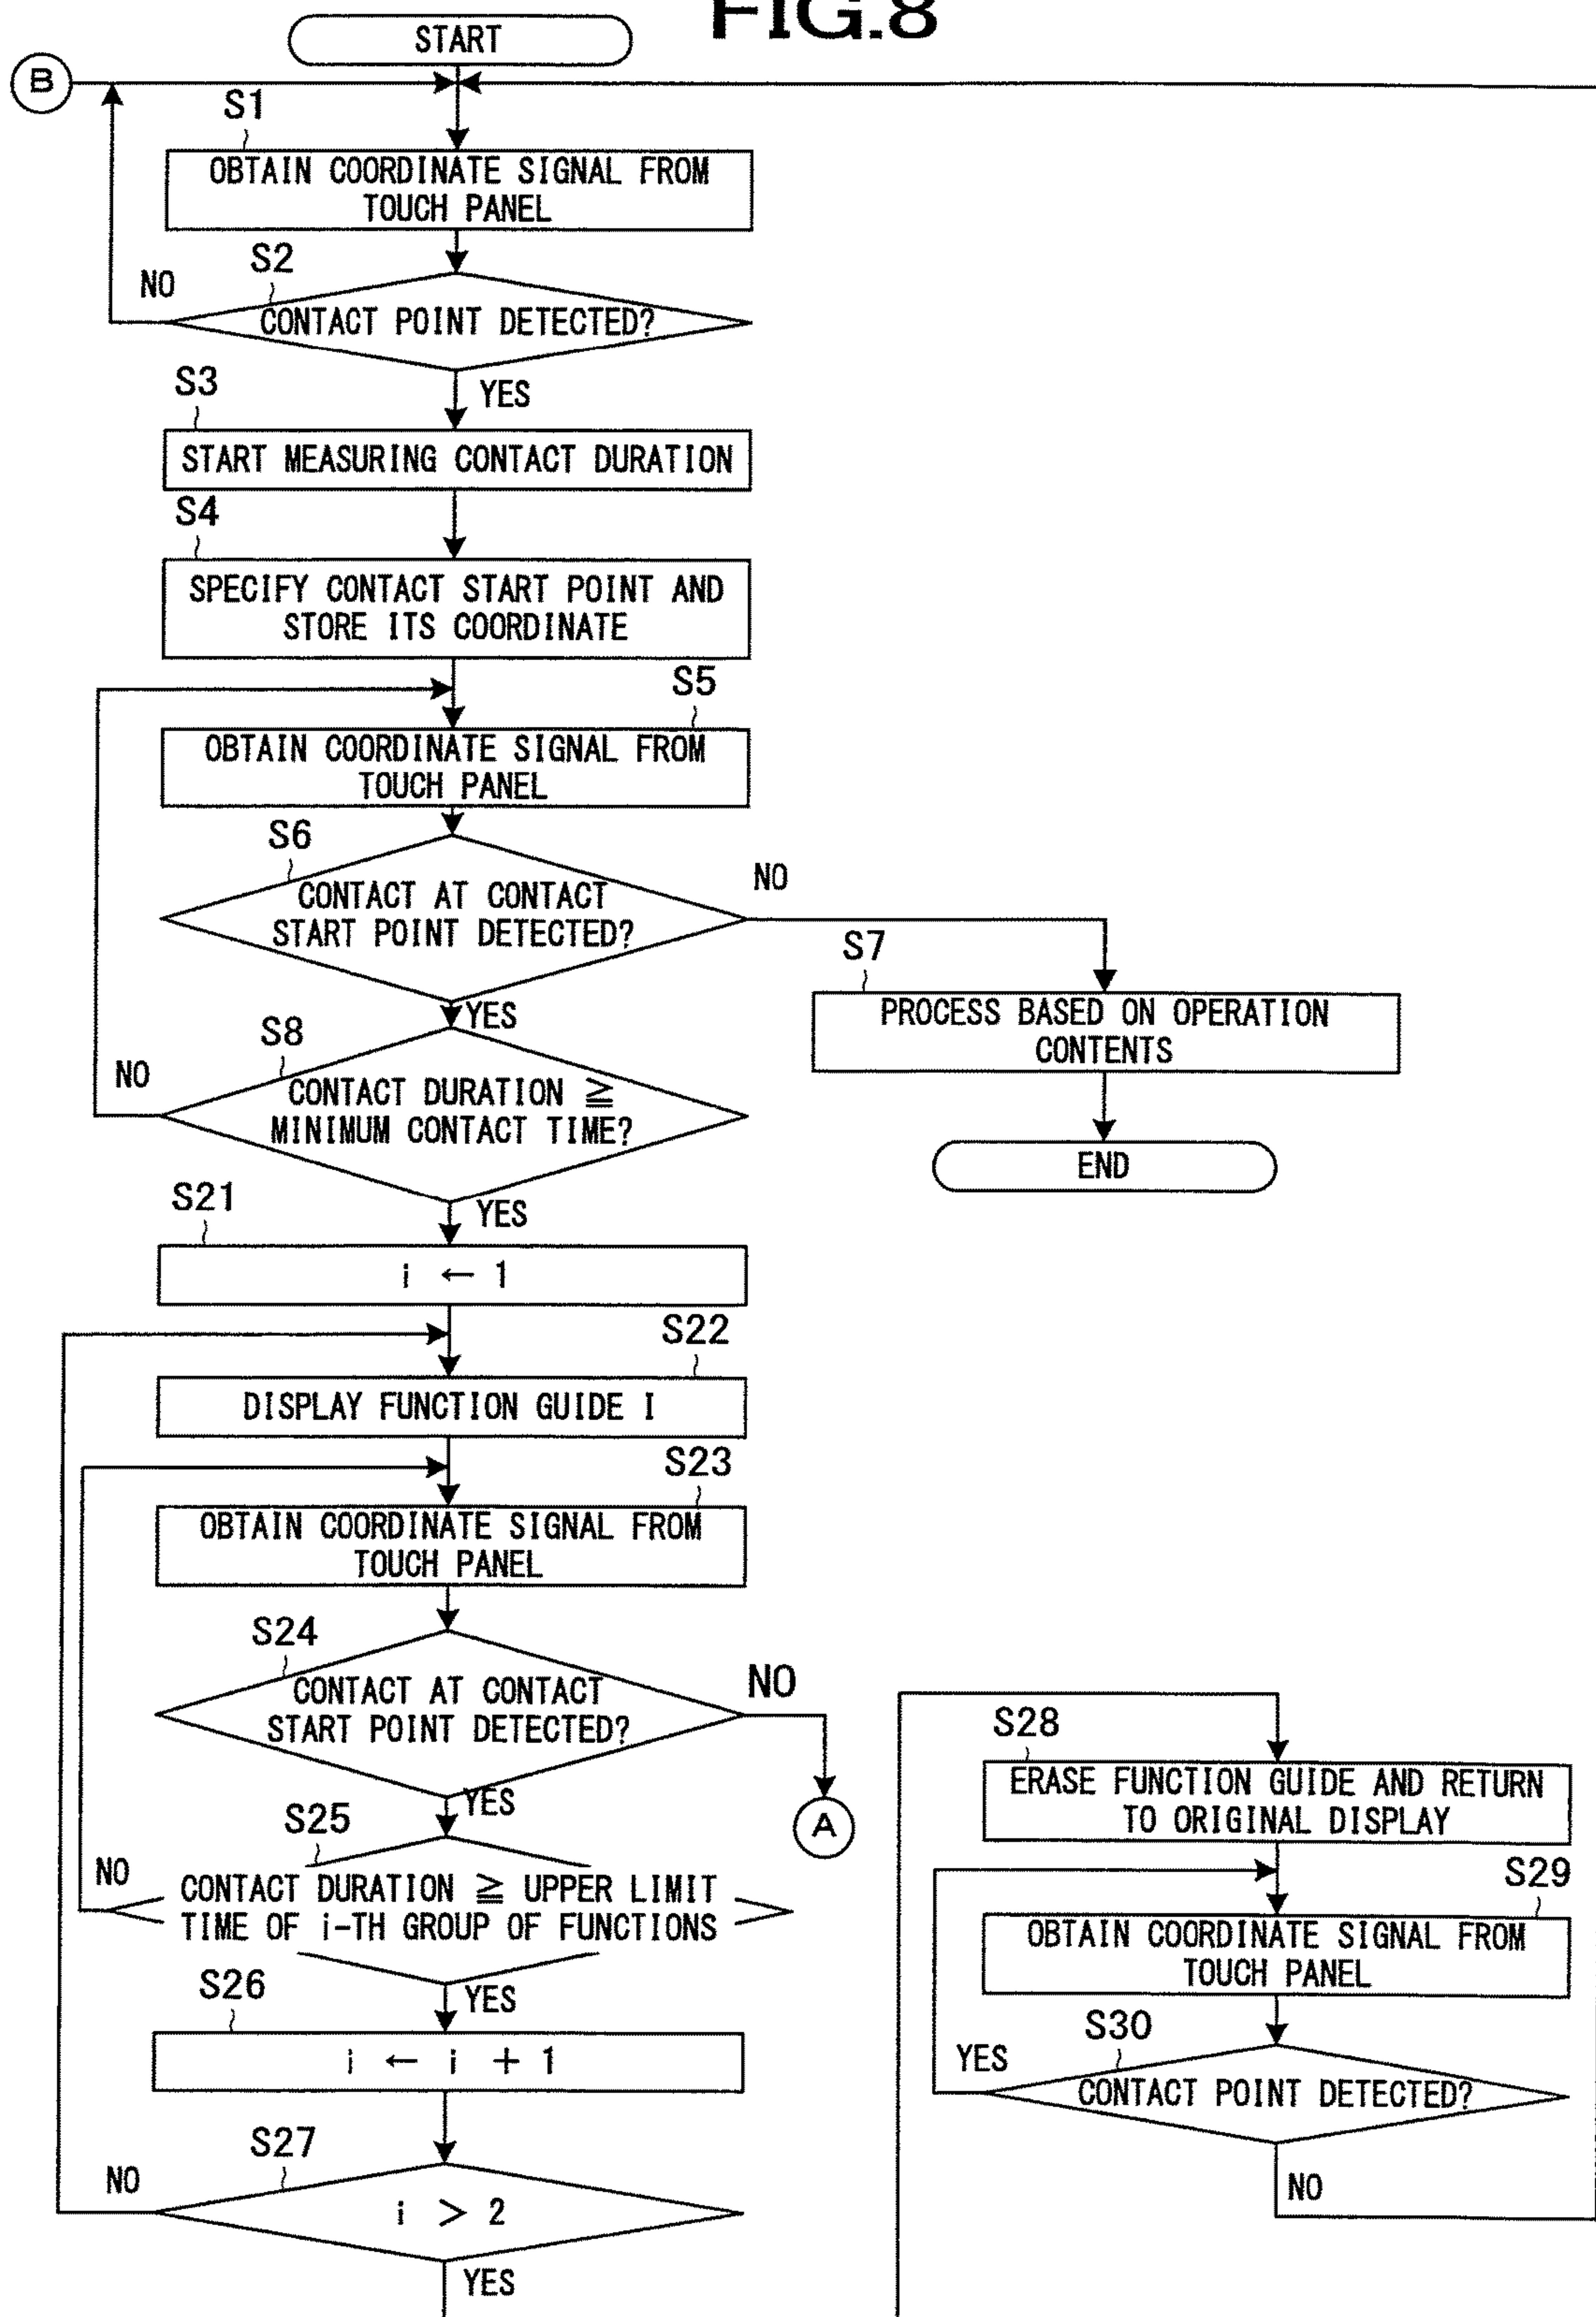 FIG.8
START
B
S1
OBTAIN COORDINATE SIGNAL FROM
TOUCH PANEL
S2
NO
CONTACT POINT DETECTED?
YES
S3
START MEASURING CONTACT DURATION
S4
SPECIFY CONTACT START POINT AND
STORE ITS COORDINATE
S5
OBTAIN COORDINATE SIGNAL FROM
TOUCH PANEL
S6
CONTACT AT CONTACT
START POINT DETECTED?
NO
YES
S7
PROCESS BASED ON OPERATION
CONTENTS
END
S8
NO
CONTACT DURATION ≧
MINIMUM CONTACT TIME?
YES
S21
i ← 1
S22
DISPLAY FUNCTION GUIDE I
S23
OBTAIN COORDINATE SIGNAL FROM
TOUCH PANEL
S24
CONTACT AT CONTACT
START POINT DETECTED?
NO
A
YES
S25
NO
CONTACT DURATION ≧ UPPER LIMIT
TIME OF i-TH GROUP OF FUNCTIONS
YES
S26
i ← i + 1
S27
NO
i > 2
YES
S28
ERASE FUNCTION GUIDE AND RETURN
TO ORIGINAL DISPLAY
S29
OBTAIN COORDINATE SIGNAL FROM
TOUCH PANEL
S30
YES
CONTACT POINT DETECTED?
NO